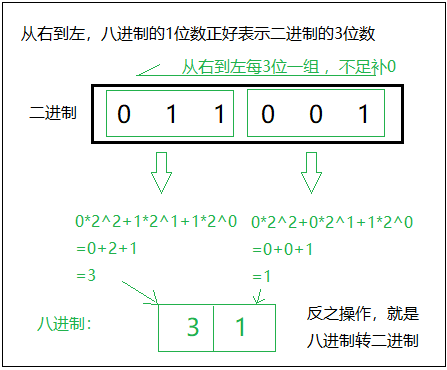 从右到左，八进制的1位数正好表示二进制的3位数
从右到左每3位一组 ，不足补0
二进制 0 1 1 0 0 1
0*2^2+1*2^1+1*2^0 0*2^2+0*2^1+1*2^0
=0+2+1 =0+0+1
=3 =1
八进制： 3 1
反之操作，就是
八进制转二进制